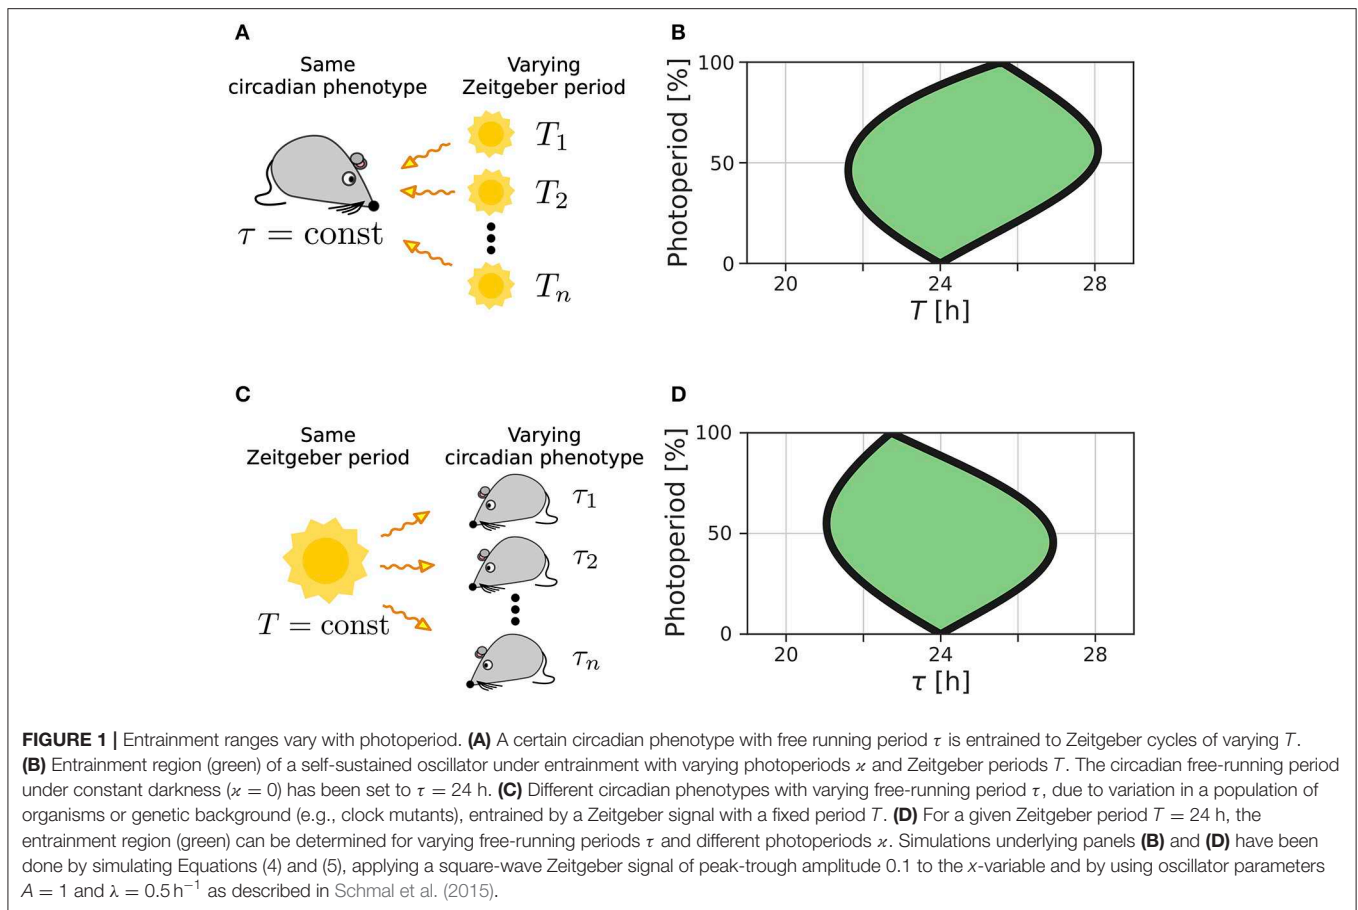 A
Same
circadian phenotype
Varying
Zeitgeber period
T1
T2
Tn
τ = const
B
Photoperiod [%]
100
50
0
20
24
28
T [h]
C
Same
Zeitgeber period
Varying
circadian phenotype
τ1
τ2
τn
T = const
D
Photoperiod [%]
100
50
0
20
24
28
τ [h]
FIGURE 1 | Entrainment ranges vary with photoperiod. (A) A certain circadian phenotype with free running period τ is entrained to Zeitgeber cycles of varying T.
(B) Entrainment region (green) of a self-sustained oscillator under entrainment with varying photoperiods ϰ and Zeitgeber periods T. The circadian free-running period
under constant darkness (ϰ = 0) has been set to τ = 24 h. (C) Different circadian phenotypes with varying free-running period τ, due to variation in a population of
organisms or genetic background (e.g., clock mutants), entrained by a Zeitgeber signal with a fixed period T. (D) For a given Zeitgeber period T = 24 h, the
entrainment region (green) can be determined for varying free-running periods τ and different photoperiods ϰ. Simulations underlying panels (B) and (D) have been
done by simulating Equations (4) and (5), applying a square-wave Zeitgeber signal of peak-trough amplitude 0.1 to the x-variable and by using oscillator parameters
A = 1 and λ = 0.5 h−1 as described in Schmal et al. (2015).